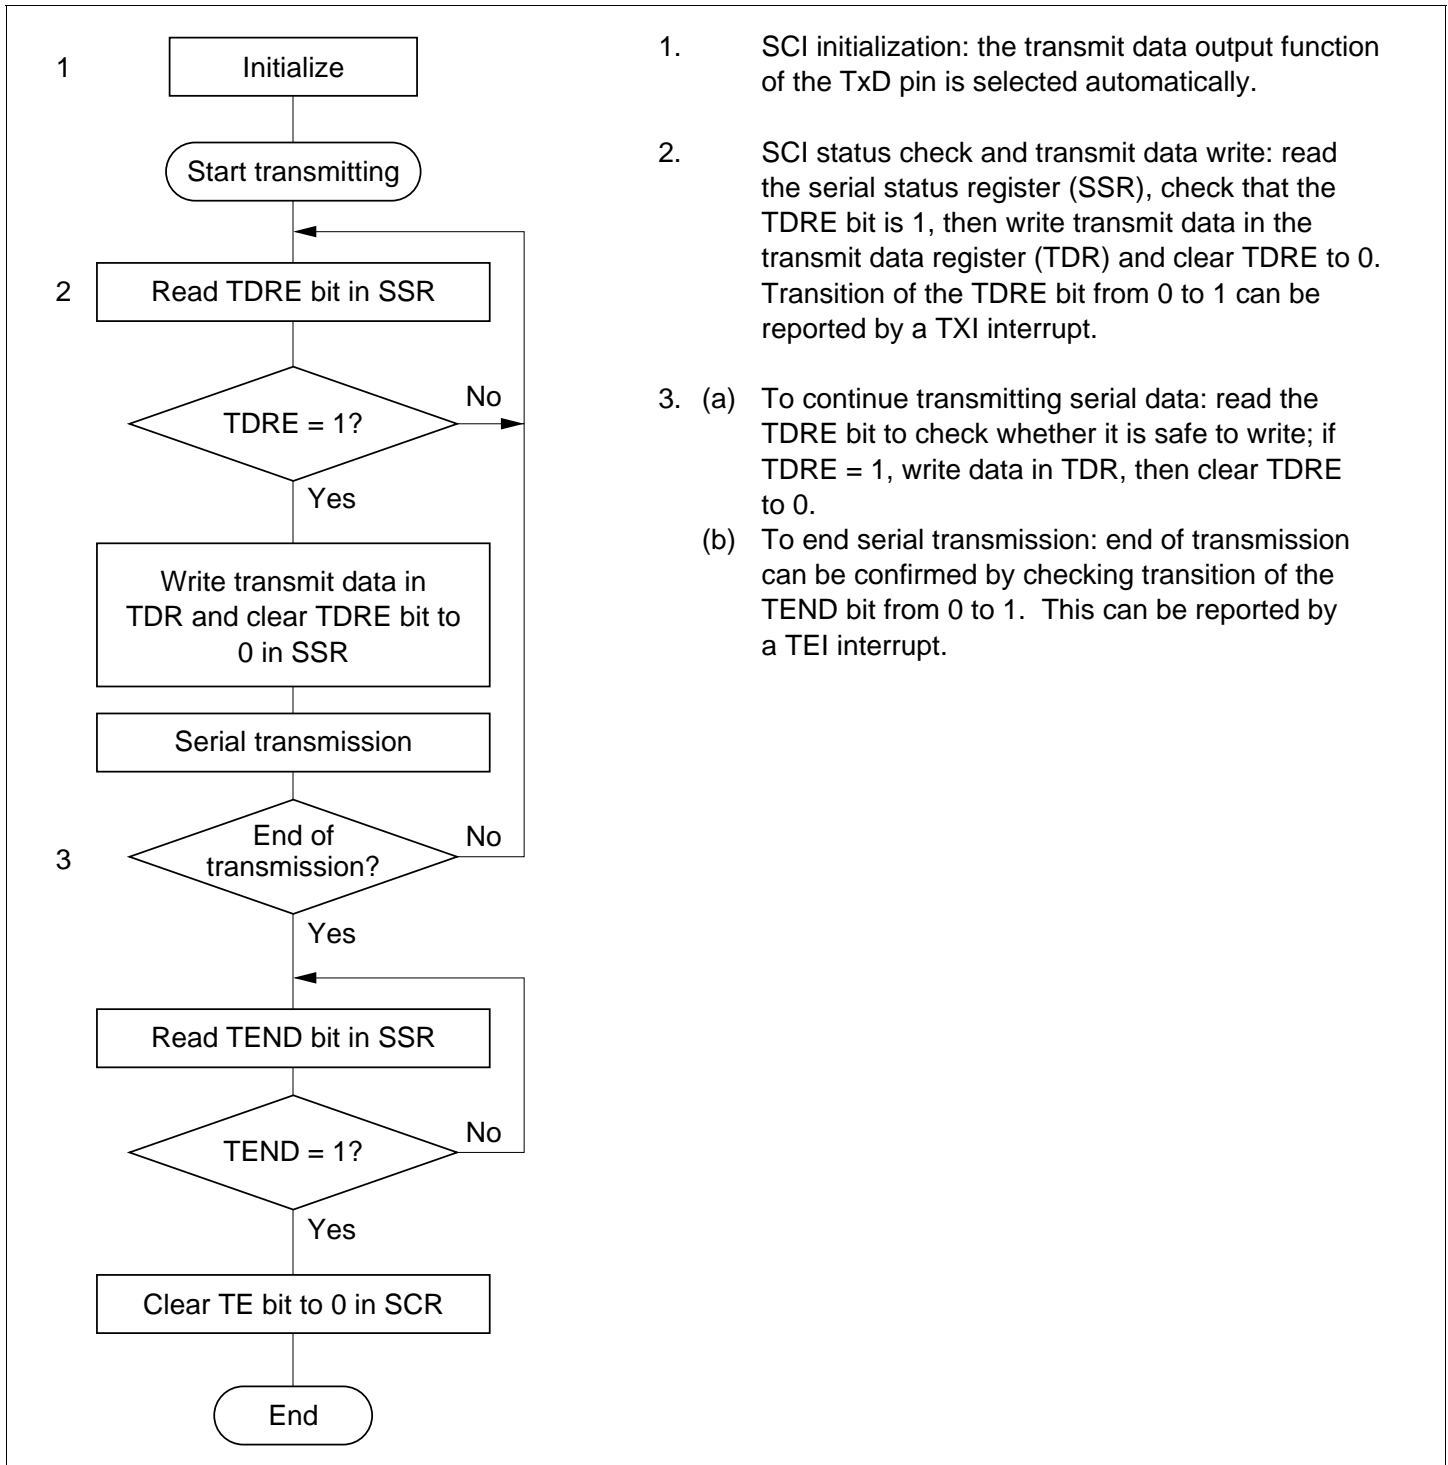 1
Initialize
Start transmitting
2
Read TDRE bit in SSR
TDRE = 1?
No
Yes
Write transmit data in
TDR and clear TDRE bit to
0 in SSR
Serial transmission
3
End of
transmission?
No
Yes
Read TEND bit in SSR
TEND = 1?
No
Yes
Clear TE bit to 0 in SCR
End
1. SCI initialization: the transmit data output function
of the TxD pin is selected automatically.
2. SCI status check and transmit data write: read
the serial status register (SSR), check that the
TDRE bit is 1, then write transmit data in the
transmit data register (TDR) and clear TDRE to 0.
Transition of the TDRE bit from 0 to 1 can be
reported by a TXI interrupt.
3. (a) To continue transmitting serial data: read the
TDRE bit to check whether it is safe to write; if
TDRE = 1, write data in TDR, then clear TDRE
to 0.
(b) To end serial transmission: end of transmission
can be confirmed by checking transition of the
TEND bit from 0 to 1. This can be reported by
a TEI interrupt.